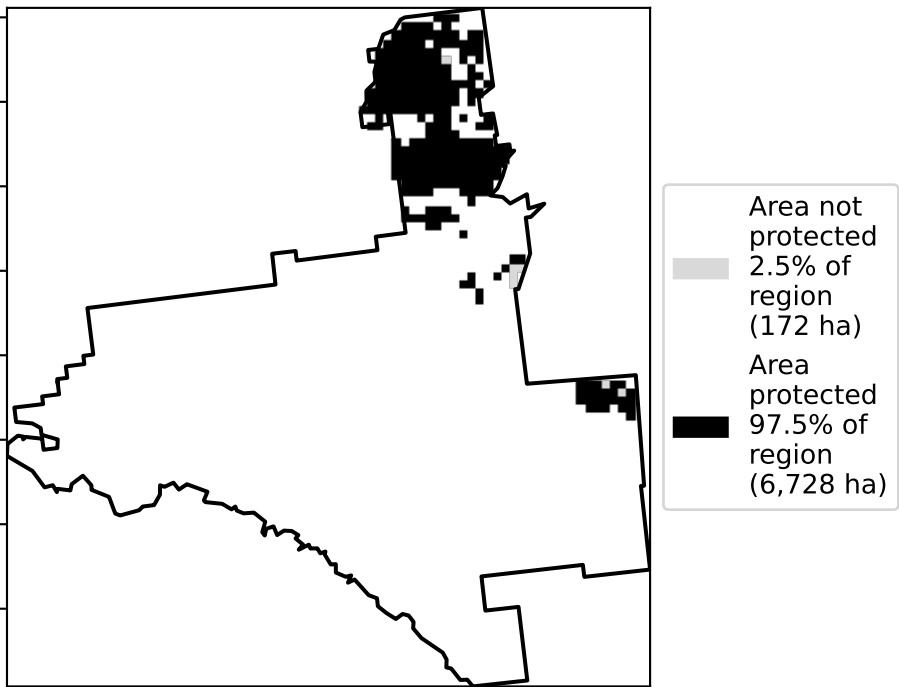 Area not
protected
2.5% of
region
(172 ha)
Area
protected
97.5% of
region
(6,728 ha)